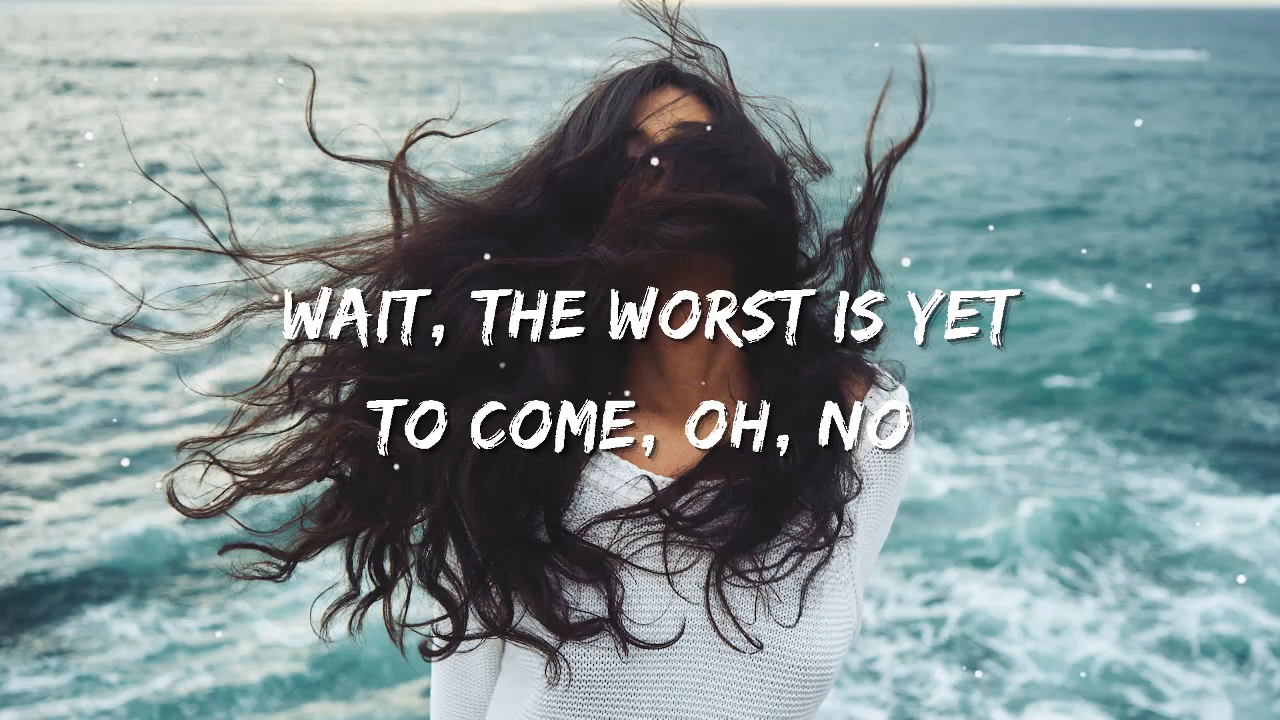 WAIT, THE WORST IS YET
TO COME, OH, NO